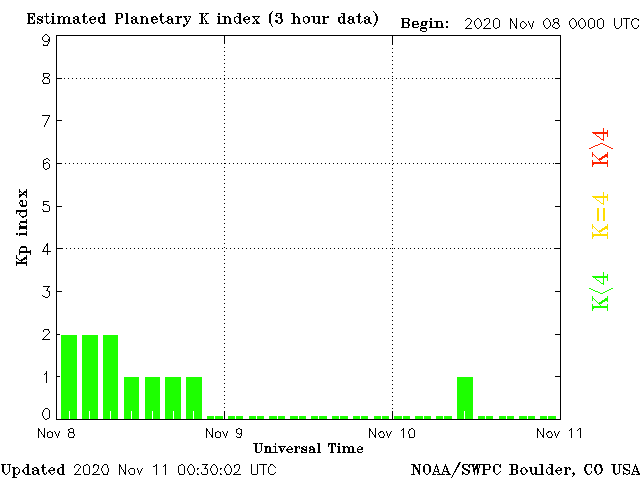 Estimated Planetary K index (3 hour data)
Begin: 2020 Nov 08 0000 UTC
9
8
7
6
5
4
3
2
1
0
Kp index
K>4
K=4
K<4
Nov 8
Nov 9
Nov 10
Nov 11
Universal Time
Updated 2020 Nov 11 00:30:02 UTC
NOAA/SWPC Boulder, CO USA